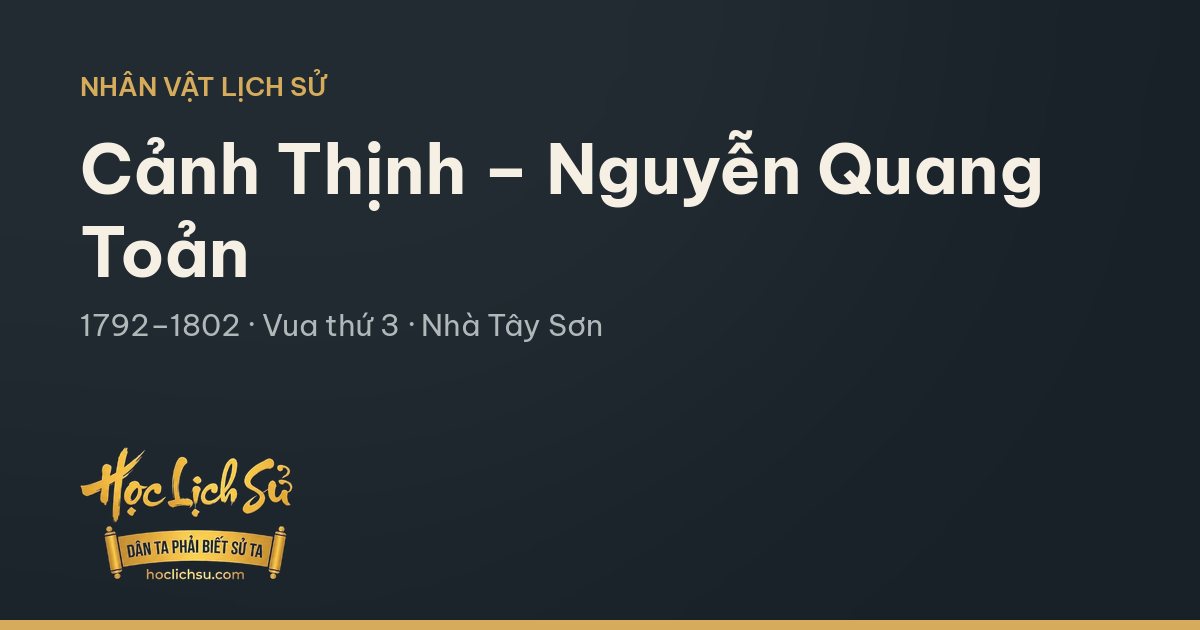 NHÂN VẬT LỊCH SỬ
Cảnh Thịnh – Nguyễn Quang
Toản
1792–1802 · Vua thứ 3 · Nhà Tây Sơn
Học Lịch Sử
DÂN TA PHẢI BIẾT SỬ TA
hoclichsu.com